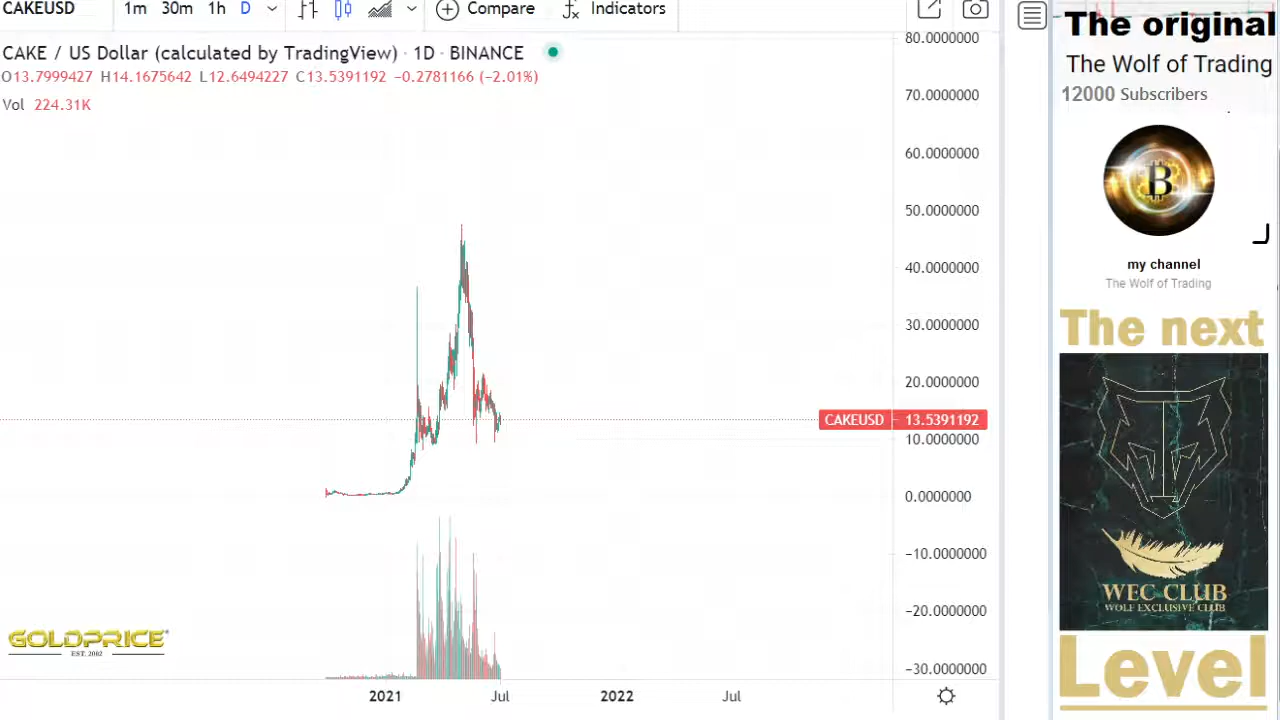 CAKEUSD 1m 30m 1h D Compare Indicators
CAKE / US Dollar (calculated by TradingView) · 1D · BINANCE
O13.7999427 H14.1675642 L12.6494227 C13.5391192 −0.2781166 (−2.01%)
Vol 224.31K
80.0000000
70.0000000
60.0000000
50.0000000
40.0000000
30.0000000
20.0000000
CAKEUSD 13.5391192
10.0000000
0.0000000
−10.0000000
−20.0000000
−30.0000000
2021 Jul 2022 Jul
GOLDPRICE®
EST. 2002
The original
The Wolf of Trading
12000 Subscribers
B
my channel
The Wolf of Trading
The next
WEC CLUB
WOLF EXCLUSIVE CLUB
Level